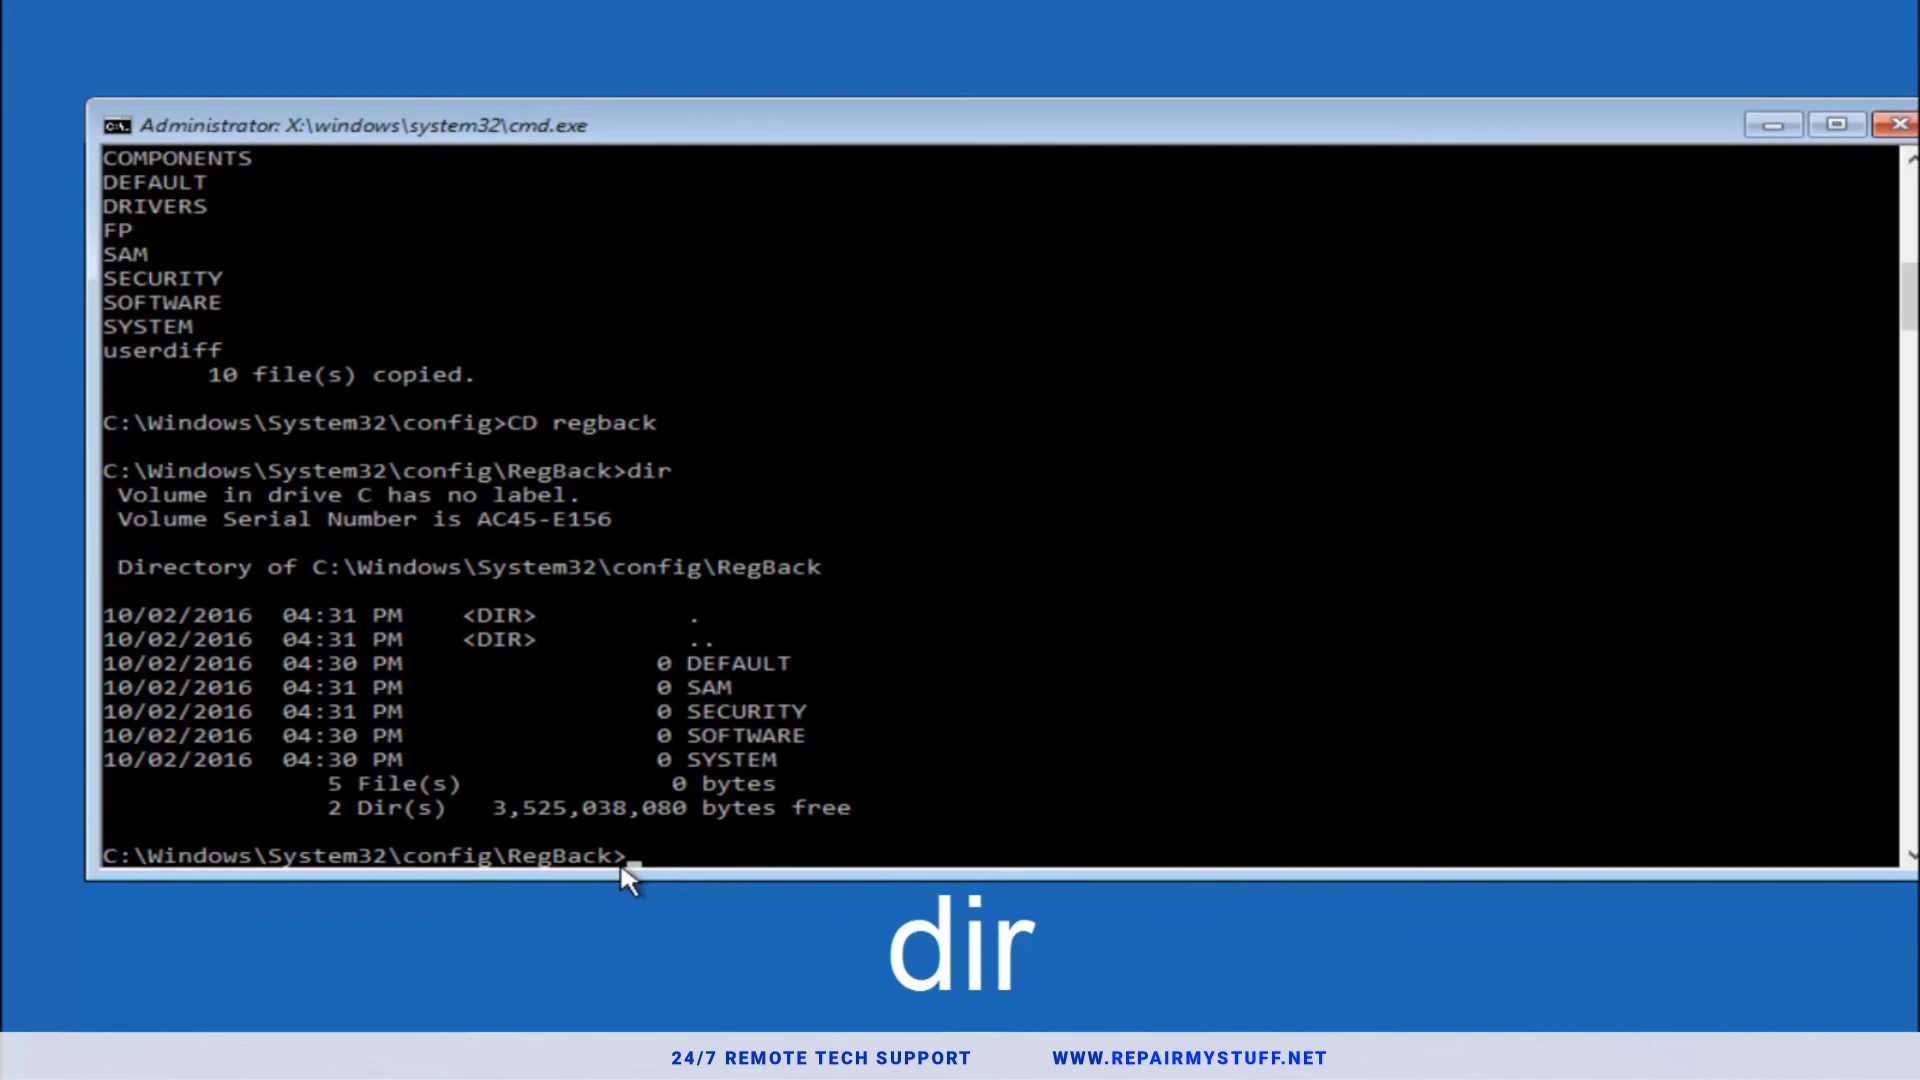 Administrator: X:\windows\system32\cmd.exe
COMPONENTS
DEFAULT
DRIVERS
FP
SAM
SECURITY
SOFTWARE
SYSTEM
userdiff
       10 file(s) copied.

C:\Windows\System32\config>CD regback

C:\Windows\System32\config\RegBack>dir
 Volume in drive C has no label.
 Volume Serial Number is AC45-E156

 Directory of C:\Windows\System32\config\RegBack

10/02/2016  04:31 PM    <DIR>          .
10/02/2016  04:31 PM    <DIR>          ..
10/02/2016  04:30 PM                 0 DEFAULT
10/02/2016  04:31 PM                 0 SAM
10/02/2016  04:31 PM                 0 SECURITY
10/02/2016  04:30 PM                 0 SOFTWARE
10/02/2016  04:30 PM                 0 SYSTEM
               5 File(s)              0 bytes
               2 Dir(s)   3,525,038,080 bytes free

C:\Windows\System32\config\RegBack>
dir
24/7 REMOTE TECH SUPPORT WWW.REPAIRMYSTUFF.NET